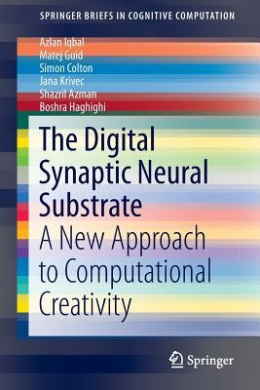 SPRINGER BRIEFS IN COGNITIVE COMPUTATION
Azlan Iqbal
Matej Guid
Simon Colton
Jana Krivec
Shazril Azman
Boshra Haghighi
The Digital
Synaptic Neural
Substrate
A New Approach
to Computational
Creativity
Springer